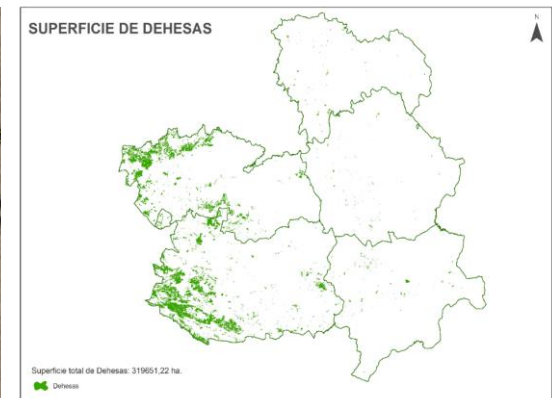 SUPERFICIE DE DEHESAS
N
Superficie total de Dehesas: 319651,22 ha.
Dehesas